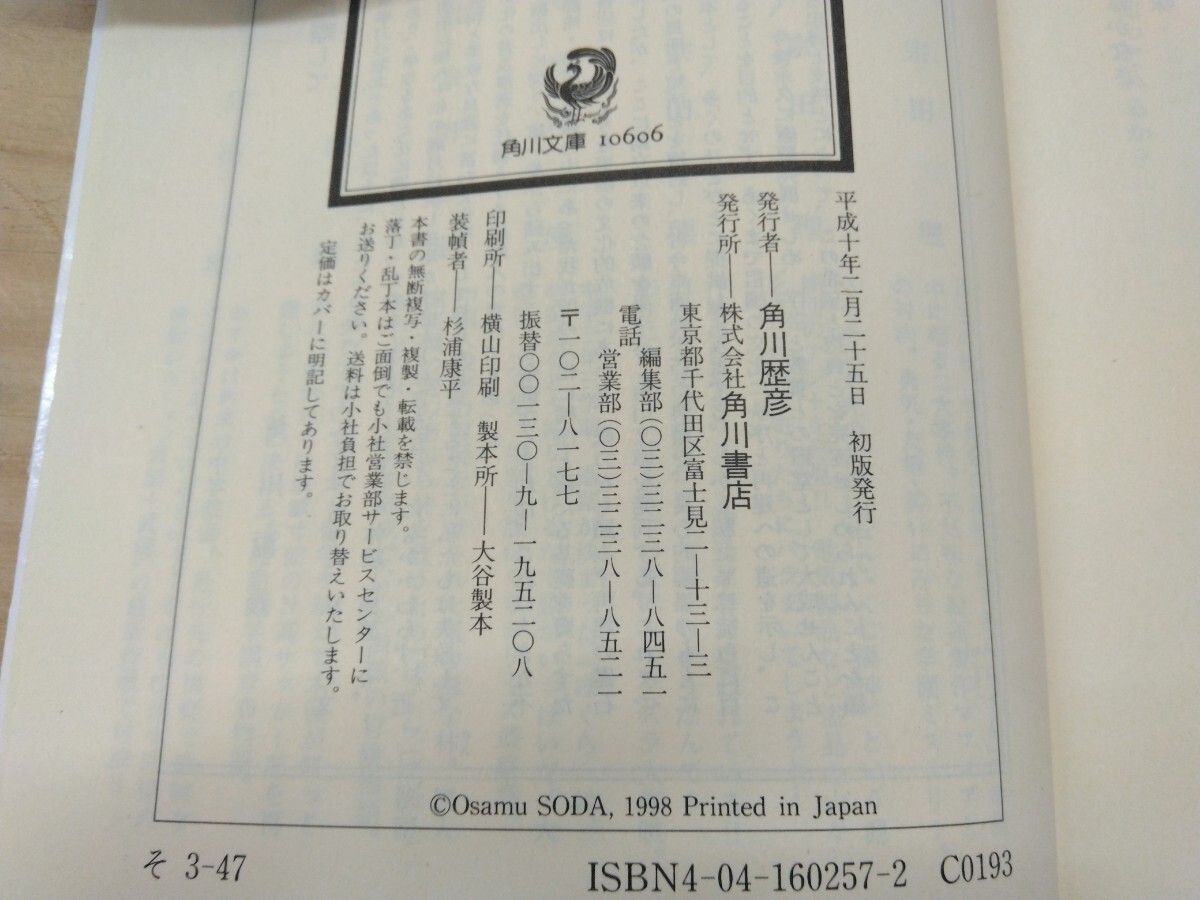 角川文庫 10606
平成十年二月二十五日 初版発行
発行者——角川歴彦
発行所——株式会社角川書店
東京都千代田区富士見二—十三—三
電話 編集部(〇三)三二三八—八四五一
営業部(〇三)三二三八—八五二一
〒一〇二—八一七七
振替〇〇一三〇—九—一九五二〇八
印刷所——横山印刷 製本所——大谷製本
装幀者——杉浦康平
本書の無断複写・複製・転載を禁じます。
落丁・乱丁本はご面倒でも小社営業部サービスセンターに
お送りください。送料は小社負担でお取り替えいたします。
定価はカバーに明記してあります。
©Osamu SODA, 1998 Printed in Japan
そ 3-47
ISBN4-04-160257-2 C0193